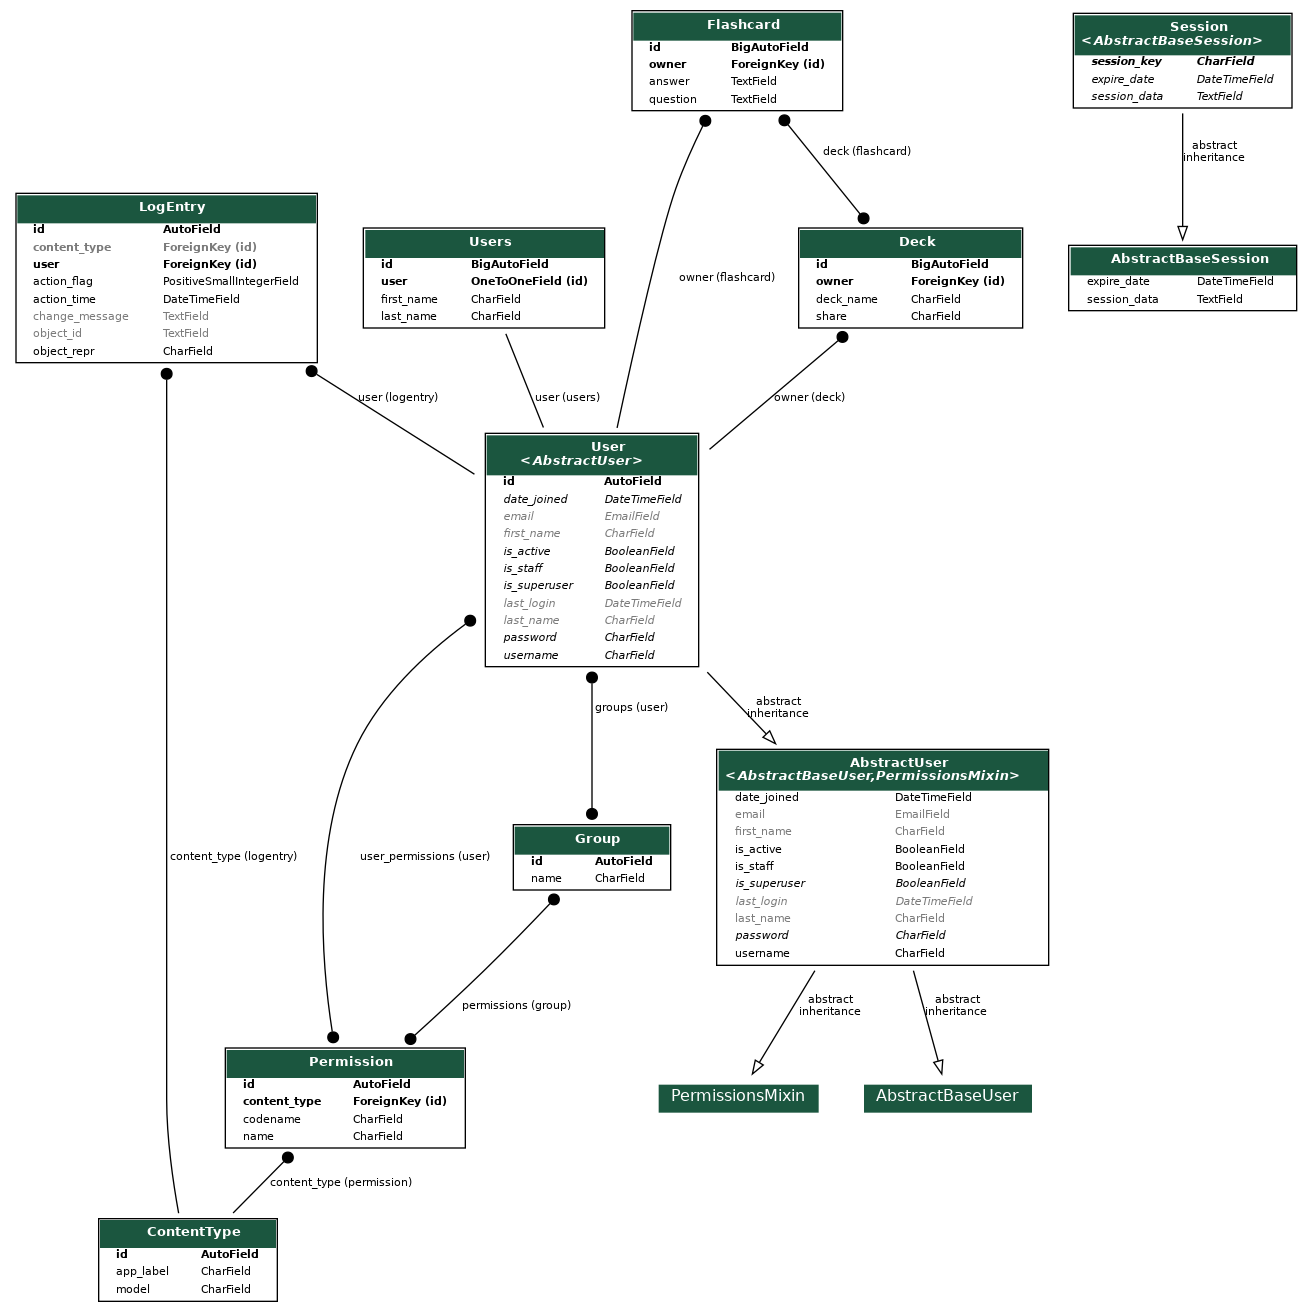 Flashcard
id BigAutoField
owner ForeignKey (id)
answer TextField
question TextField
Session
<AbstractBaseSession>
session_key CharField
expire_date DateTimeField
session_data TextField
deck (flashcard)
abstract
inheritance
LogEntry
id AutoField
content_type ForeignKey (id)
user ForeignKey (id)
action_flag PositiveSmallIntegerField
action_time DateTimeField
change_message TextField
object_id TextField
object_repr CharField
Users
id BigAutoField
user OneToOneField (id)
first_name CharField
last_name CharField
owner (flashcard)
Deck
id BigAutoField
owner ForeignKey (id)
deck_name CharField
share CharField
AbstractBaseSession
expire_date DateTimeField
session_data TextField
user (logentry)
user (users)
owner (deck)
User
<AbstractUser>
id AutoField
date_joined DateTimeField
email EmailField
first_name CharField
is_active BooleanField
is_staff BooleanField
is_superuser BooleanField
last_login DateTimeField
last_name CharField
password CharField
username CharField
groups (user)
abstract
inheritance
AbstractUser
<AbstractBaseUser,PermissionsMixin>
date_joined DateTimeField
email EmailField
first_name CharField
is_active BooleanField
is_staff BooleanField
is_superuser BooleanField
last_login DateTimeField
last_name CharField
password CharField
username CharField
content_type (logentry)
user_permissions (user)
Group
id AutoField
name CharField
permissions (group)
abstract
inheritance
abstract
inheritance
Permission
id AutoField
content_type ForeignKey (id)
codename CharField
name CharField
PermissionsMixin
AbstractBaseUser
content_type (permission)
ContentType
id AutoField
app_label CharField
model CharField